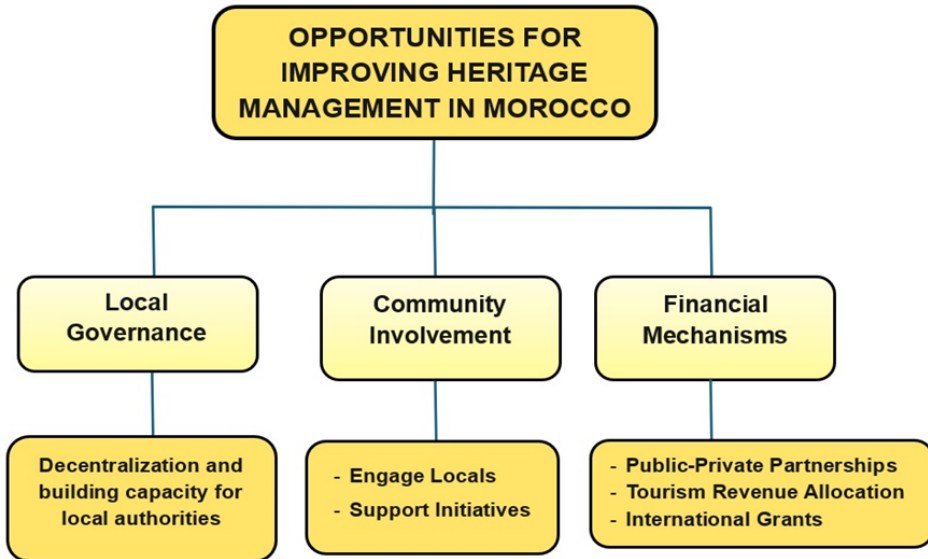 OPPORTUNITIES FOR
IMPROVING HERITAGE
MANAGEMENT IN MOROCCO
Local
Governance
Community
Involvement
Financial
Mechanisms
Decentralization and
building capacity for
local authorities
- Engage Locals
- Support Initiatives
- Public-Private Partnerships
- Tourism Revenue Allocation
- International Grants